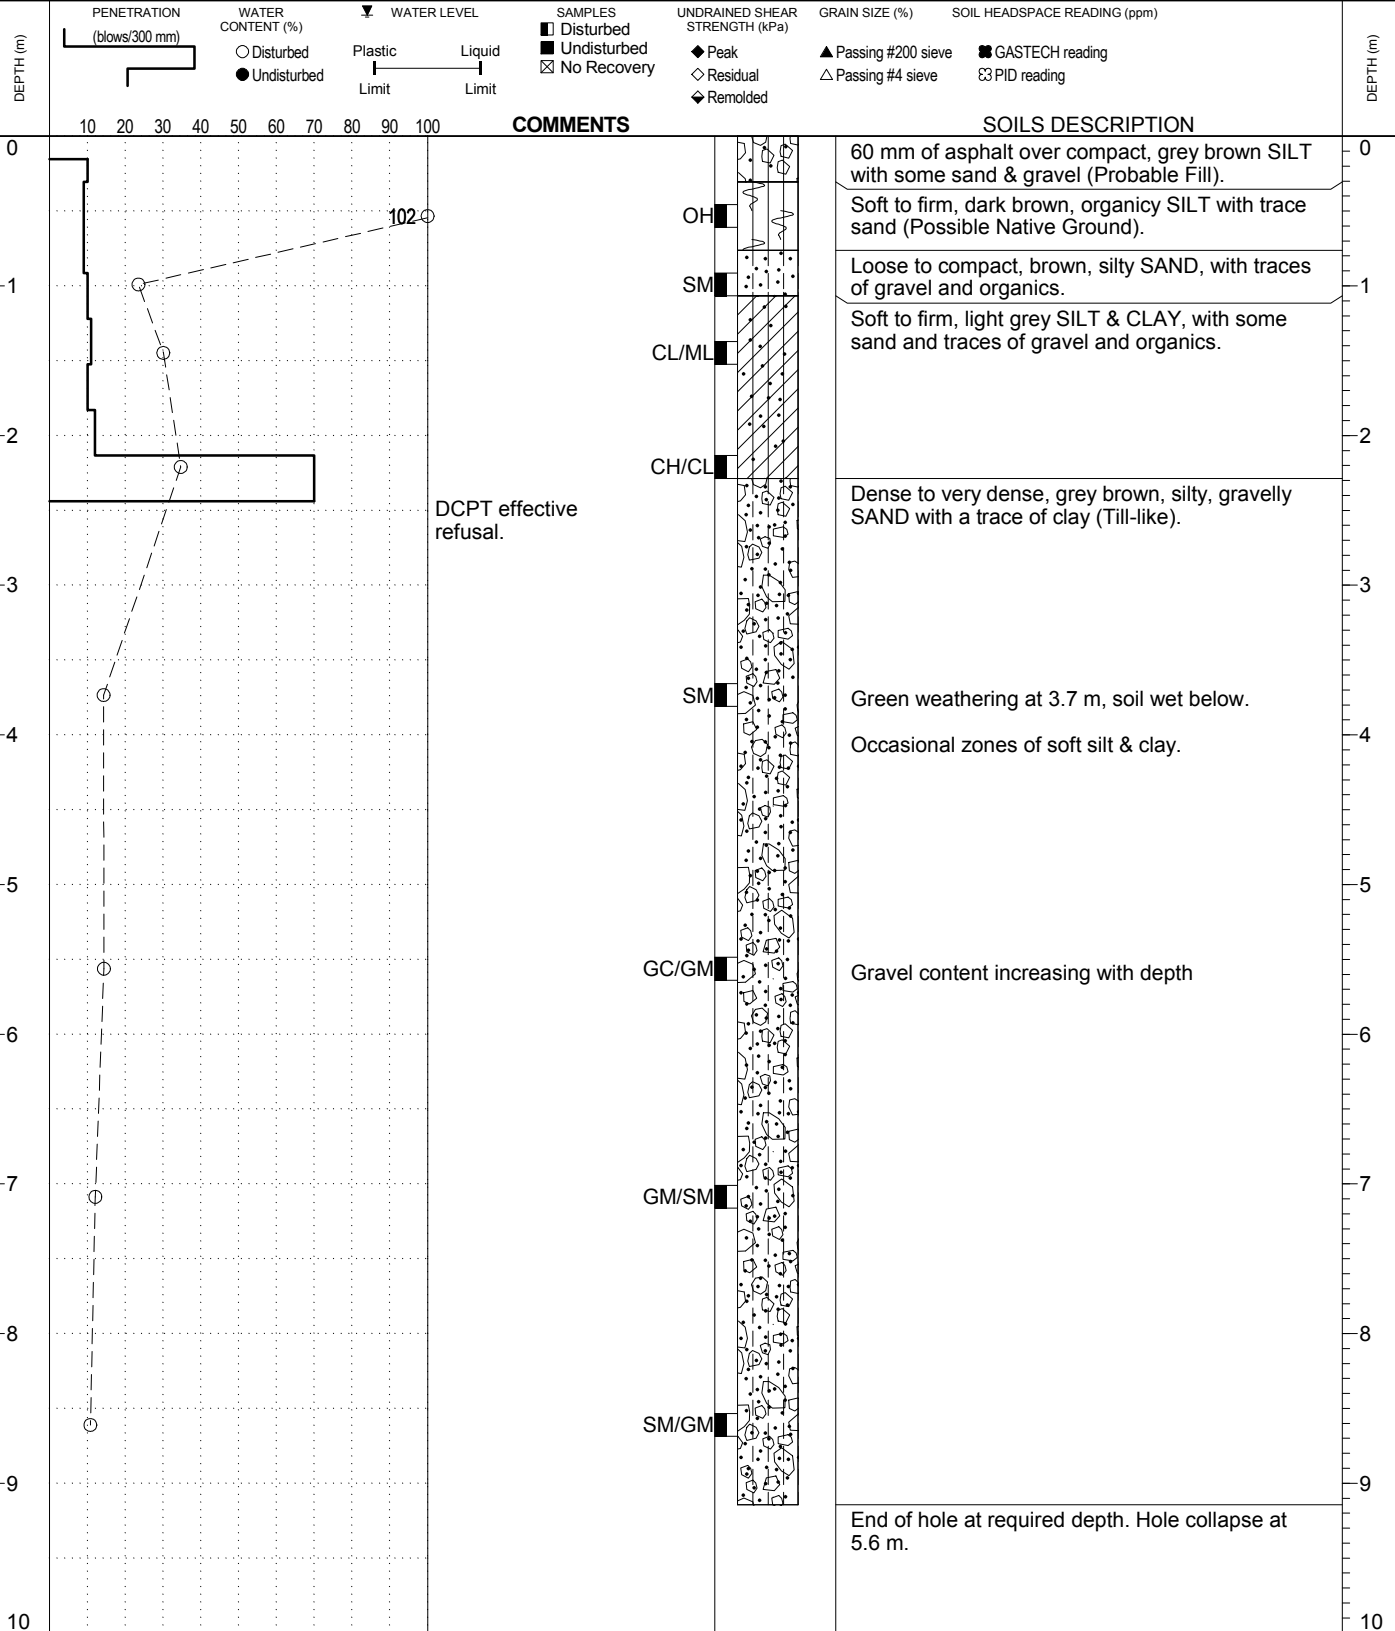 PENETRATION
(blows/300 mm)
WATER
CONTENT (%)
Disturbed
Undisturbed
WATER LEVEL
Plastic Liquid
Limit Limit
SAMPLES
Disturbed
Undisturbed
No Recovery
UNDRAINED SHEAR
STRENGTH (kPa)
Peak
Residual
Remolded
GRAIN SIZE (%)
Passing #200 sieve
Passing #4 sieve
SOIL HEADSPACE READING (ppm)
GASTECH reading
PID reading
DEPTH (m)
DEPTH (m)
10 20 30 40 50 60 70 80 90 100
COMMENTS
SOILS DESCRIPTION
0
1
2
3
4
5
6
7
8
9
10
102
DCPT effective
refusal.
OH
SM
CL/ML
CH/CL
SM
GC/GM
GM/SM
SM/GM
60 mm of asphalt over compact, grey brown SILT
with some sand & gravel (Probable Fill).
Soft to firm, dark brown, organicy SILT with trace
sand (Possible Native Ground).
Loose to compact, brown, silty SAND, with traces
of gravel and organics.
Soft to firm, light grey SILT & CLAY, with some
sand and traces of gravel and organics.
Dense to very dense, grey brown, silty, gravelly
SAND with a trace of clay (Till-like).
Green weathering at 3.7 m, soil wet below.
Occasional zones of soft silt & clay.
Gravel content increasing with depth
End of hole at required depth. Hole collapse at
5.6 m.
0
1
2
3
4
5
6
7
8
9
10